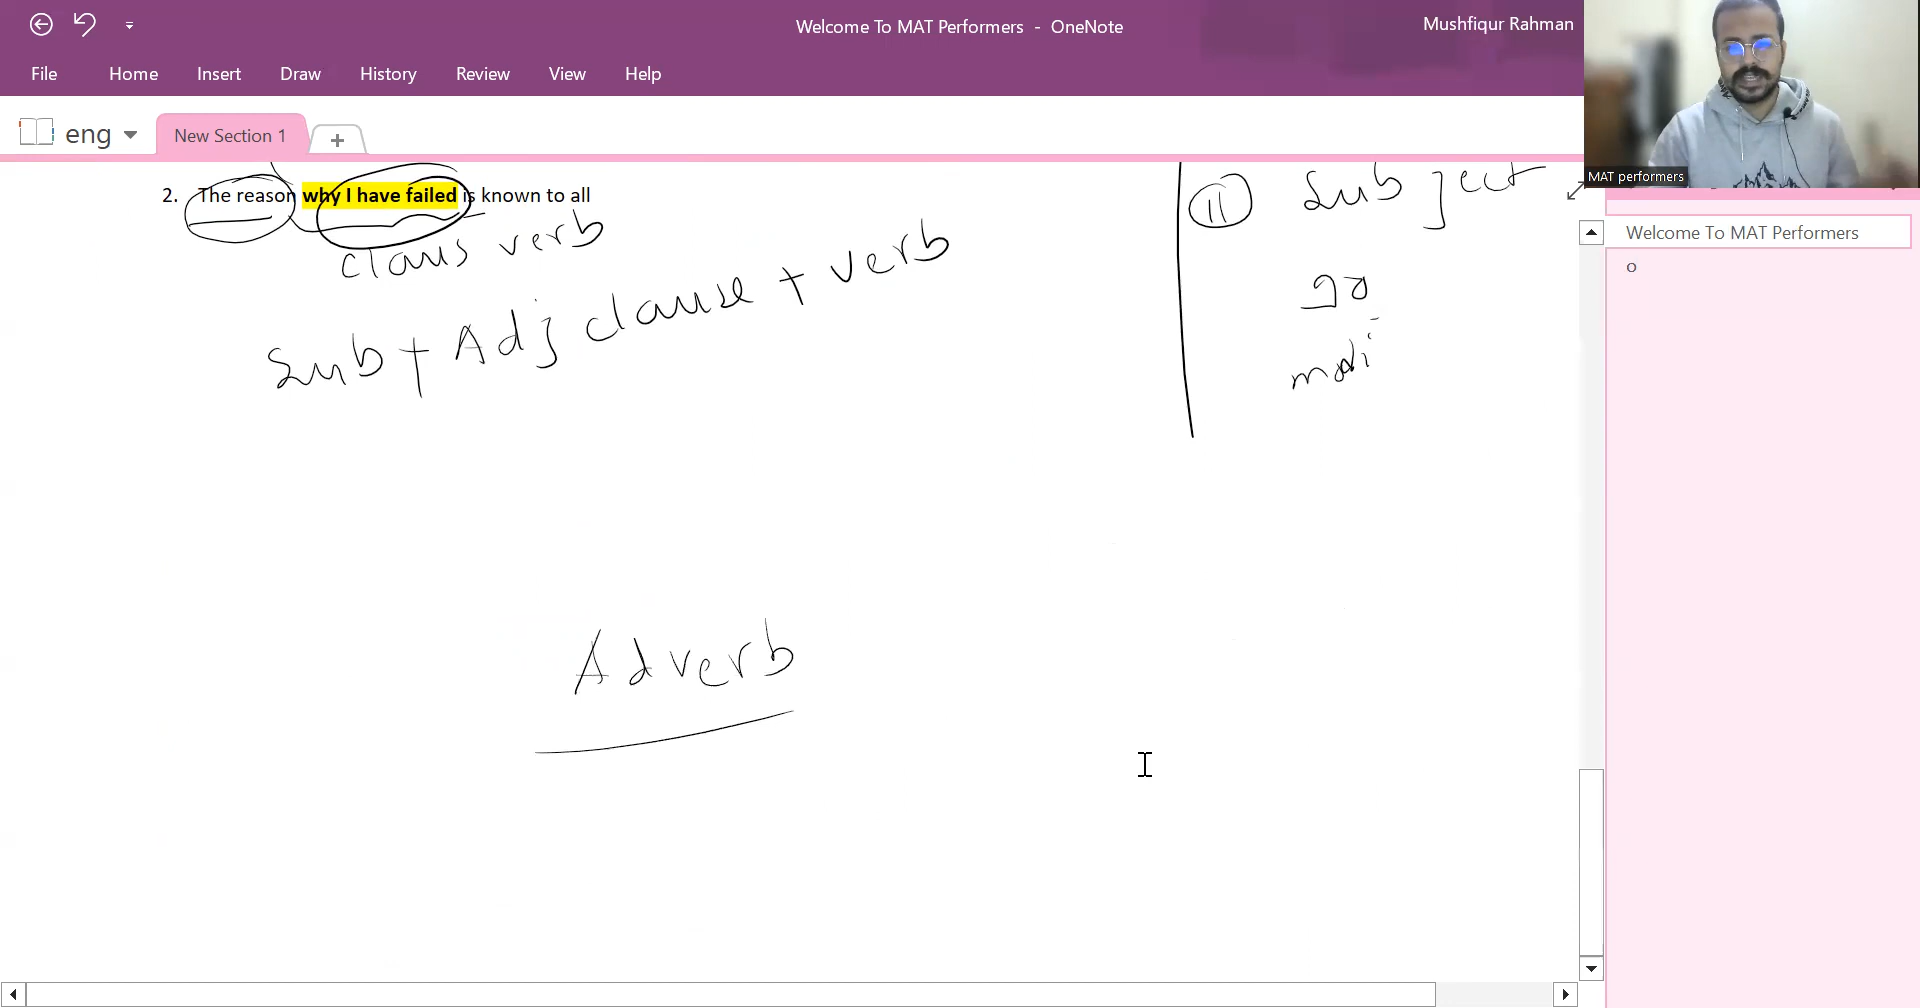 Welcome To MAT Performers - OneNote
Mushfiqur Rahman
File Home Insert Draw History Review View Help
eng
New Section 1
MAT performers
Welcome To MAT Performers
o
2. The reason why I have failed is known to all
claus verb
Sub + Adj clause + verb
II Subject
Adverb